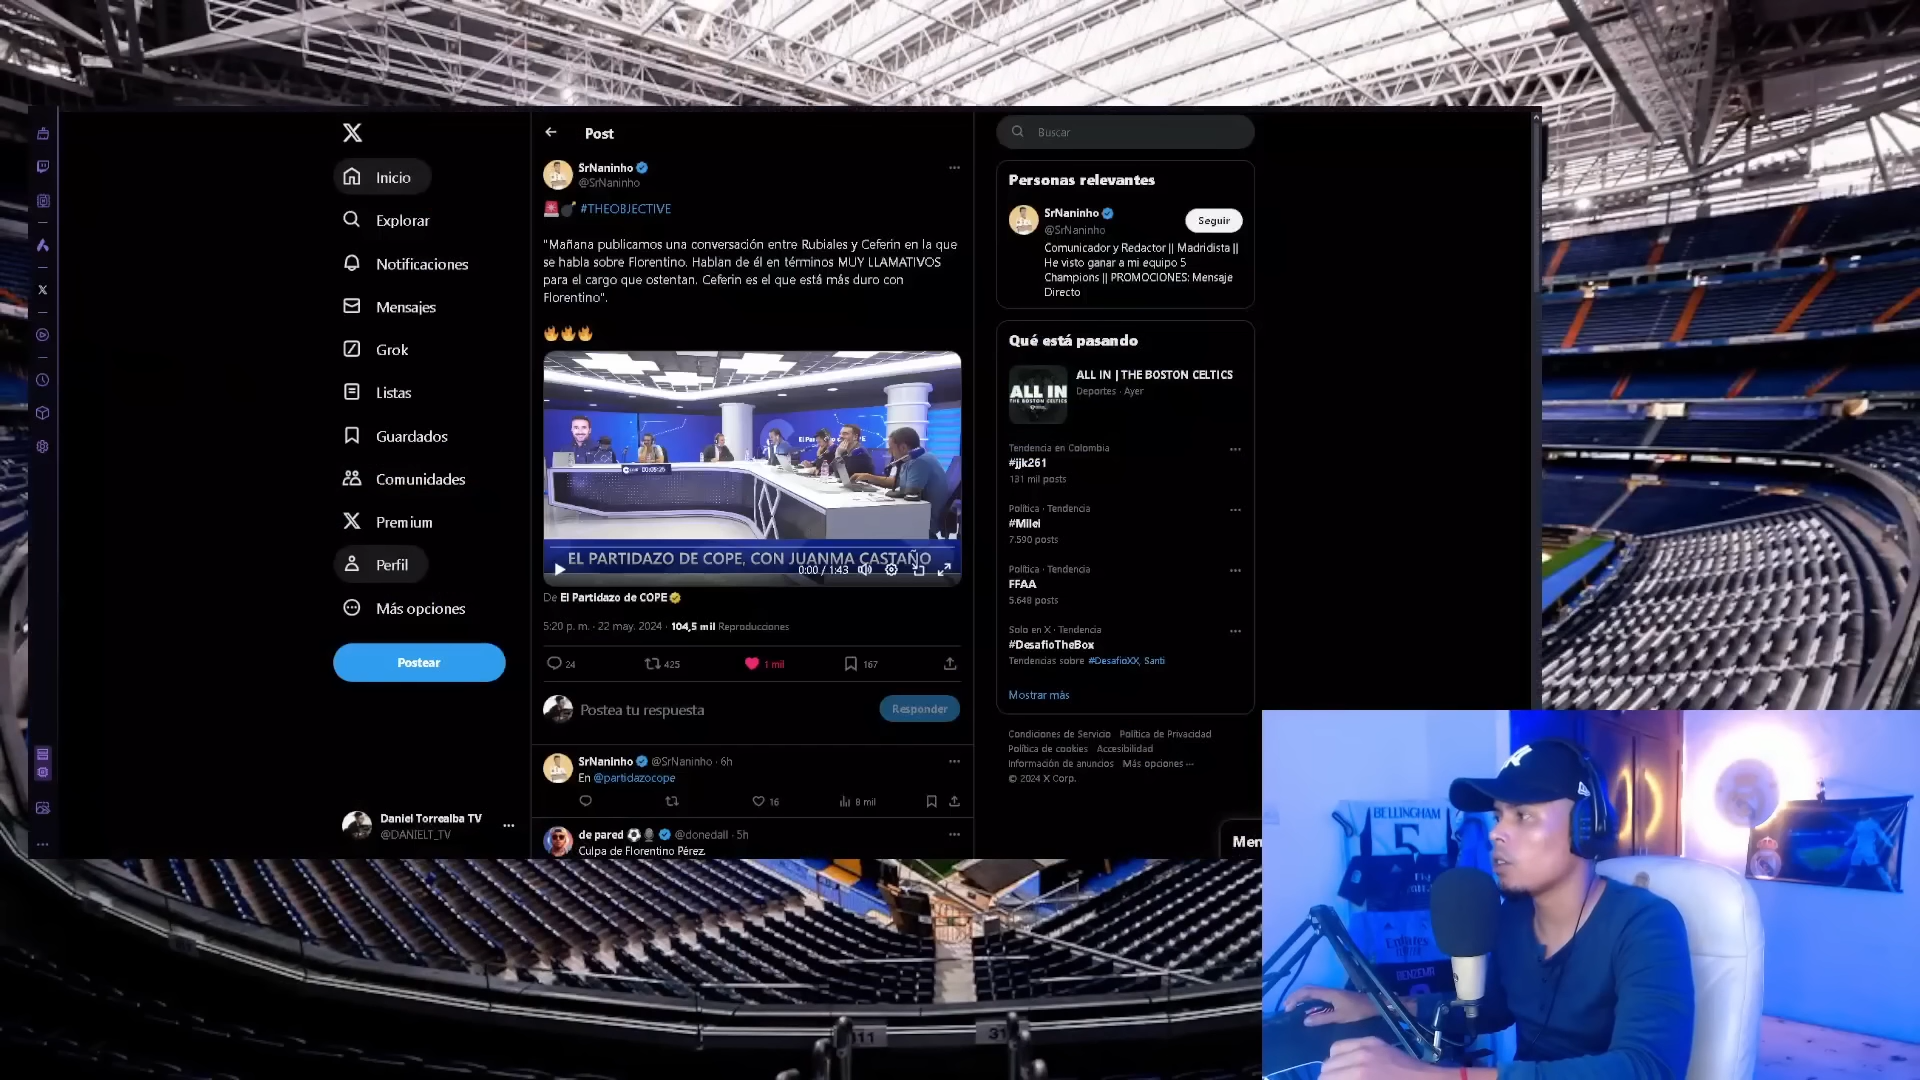 Inicio
Explorar
Notificaciones
Mensajes
Grok
Listas
Guardados
Comunidades
Premium
Perfil
Más opciones
Postear
Daniel Torrealba TV
@DANIELT_TV
Post
SrNaninho
@SrNaninho
#THEOBJECTIVE
"Mañana publicamos una conversación entre Rubiales y Ceferin en la que
se habla sobre Florentino. Hablan de él en términos MUY LLAMATIVOS
para el cargo que ostentan. Ceferin es el que está más duro con
Florentino".
EL PARTIDAZO DE COPE, CON JUANMA CASTAÑO
0:00 / 1:43
De El Partidazo de COPE
5:20 p. m. · 22 may. 2024 · 104,5 mil Reproducciones
24 425 1 mil 167
Postea tu respuesta
Responder
SrNaninho @SrNaninho · 6h
En @partidazocope
16 8 mil
de pared @donedall · 5h
Culpa de Florentino Pérez.
Buscar
Personas relevantes
SrNaninho
@SrNaninho
Seguir
Comunicador y Redactor || Madridista ||
He visto ganar a mi equipo 5
Champions || PROMOCIONES: Mensaje
Directo
Qué está pasando
ALL IN
ALL IN | THE BOSTON CELTICS
Deportes · Ayer
Tendencia en Colombia
#jjk261
131 mil posts
Política · Tendencia
#Milei
7.590 posts
Política · Tendencia
FFAA
5.648 posts
Solo en X · Tendencia
#DesafioTheBox
Tendencias sobre #DesafioXX, Santi
Mostrar más
Condiciones de Servicio Política de Privacidad
Política de cookies Accesibilidad
Información de anuncios Más opciones ···
© 2024 X Corp.
Men
BELLINGHAM
5
BENZEMA
311
31